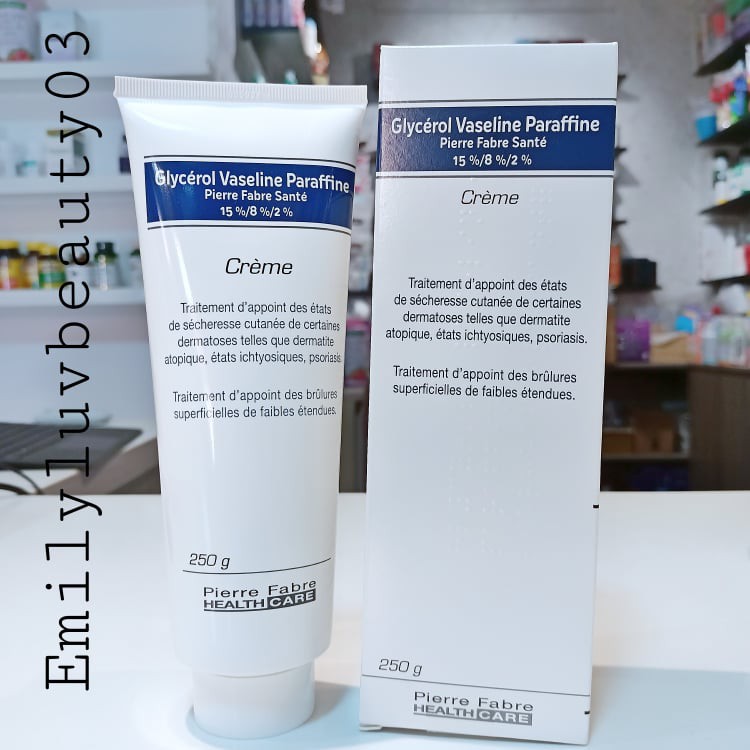 Emilyluvbeauty03
Glycérol Vaseline Paraffine
Pierre Fabre Santé
15 %/8 %/2 %
Crème
Traitement d'appoint des états
de sécheresse cutanée de certaines
dermatoses telles que dermatite
atopique, états ichtyosiques, psoriasis.
Traitement d'appoint des brûlures
superficielles de faibles étendues.
250 g
Pierre Fabre
HEALTH CARE
Glycérol Vaseline Paraffine
Pierre Fabre Santé
15 %/8 %/2 %
Crème
Traitement d'appoint des états
de sécheresse cutanée de certaines
dermatoses telles que dermatite
atopique, états ichtyosiques, psoriasis.
Traitement d'appoint des brûlures
superficielles de faibles étendues.
250 g
Pierre Fabre
HEALTH CARE